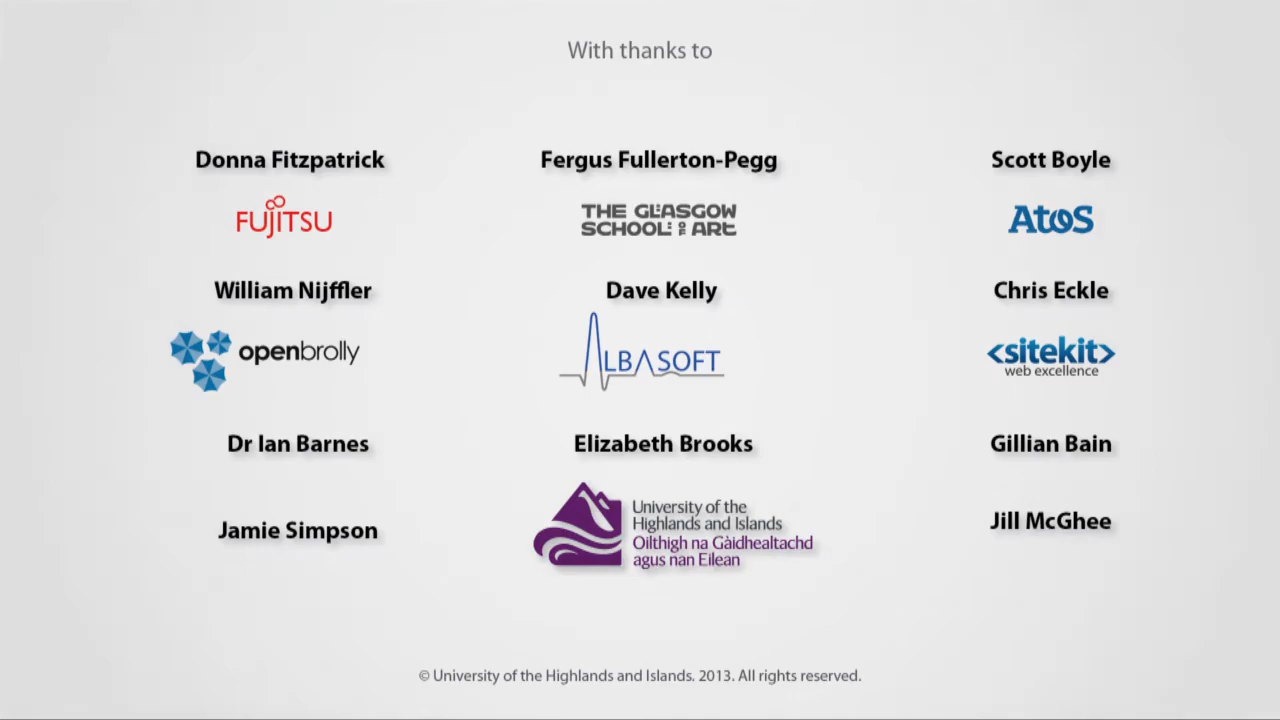 With thanks to
Donna Fitzpatrick
FUJITSU
Fergus Fullerton-Pegg
THE GLASGOW
SCHOOL OF ART
Scott Boyle
Atos
William Nijffler
openbrolly
Dave Kelly
ALBASOFT
Chris Eckle
<sitekit>
web excellence
Dr Ian Barnes
Elizabeth Brooks
Gillian Bain
Jamie Simpson
University of the
Highlands and Islands
Oilthigh na Gàidhealtachd
agus nan Eilean
Jill McGhee
© University of the Highlands and Islands. 2013. All rights reserved.